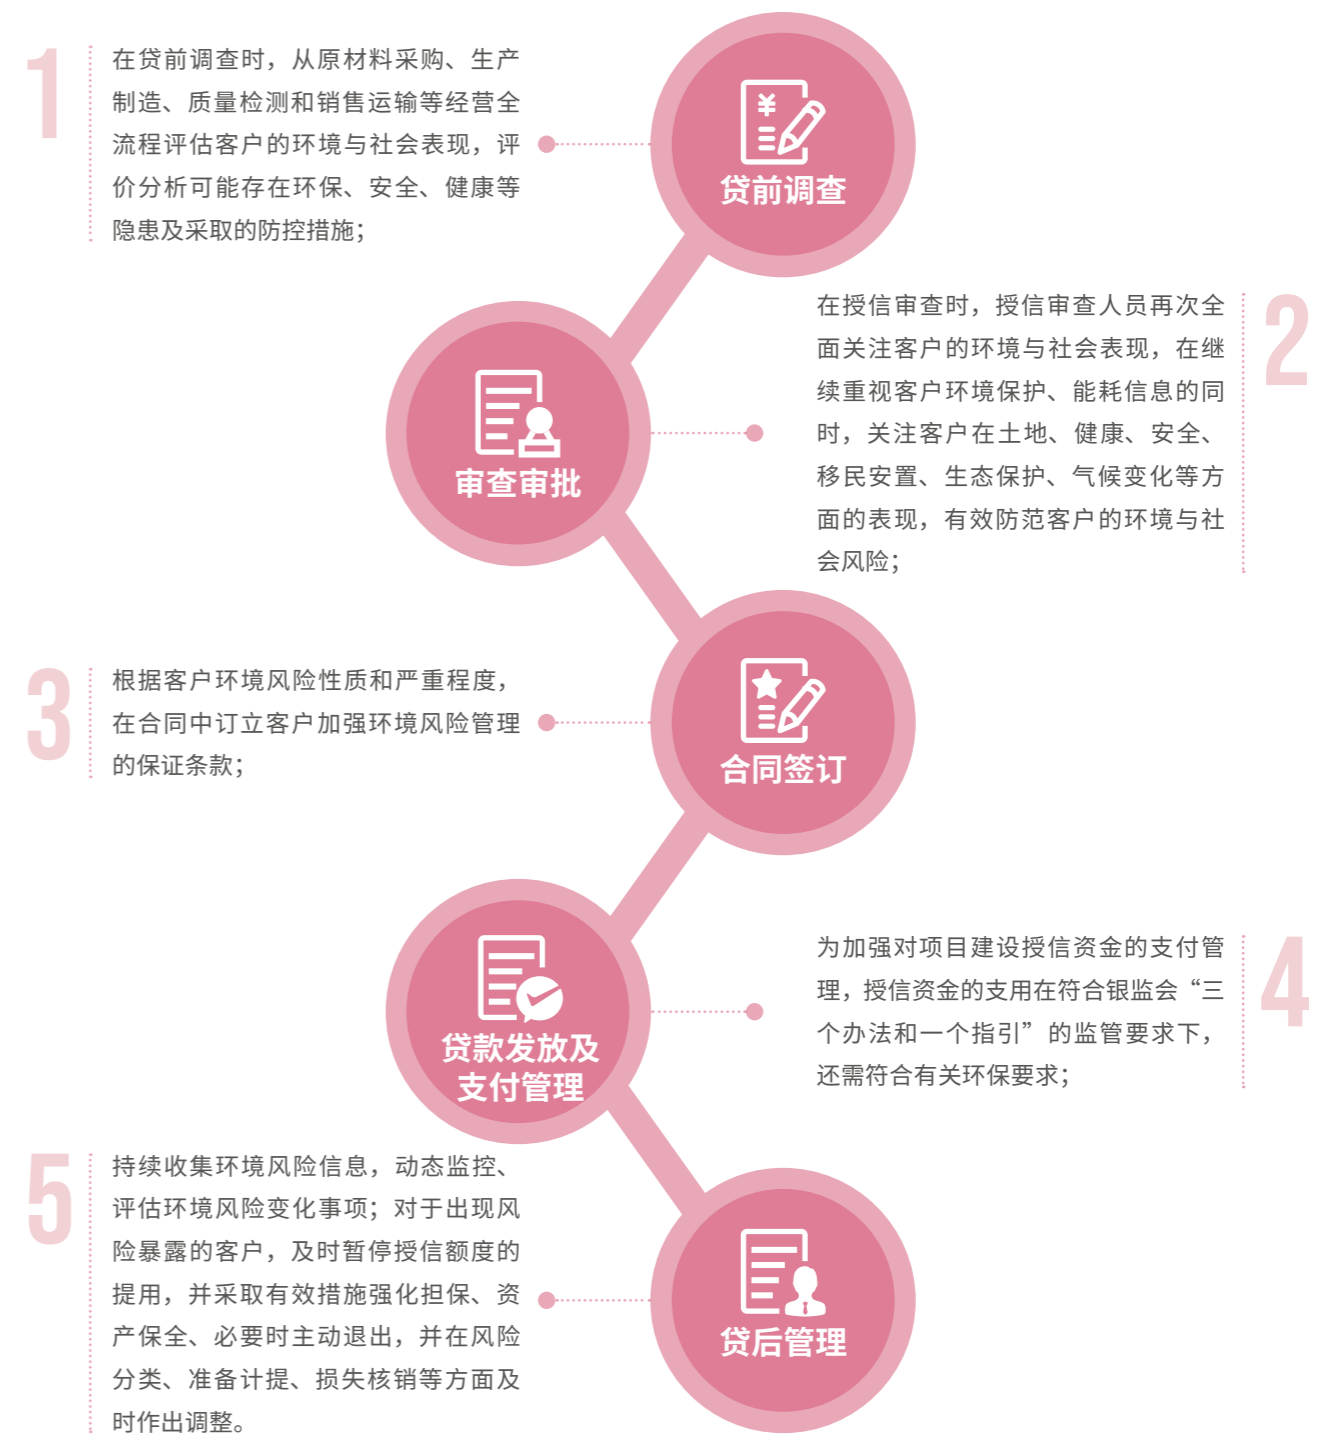 1
在贷前调查时，从原材料采购、生产
制造、质量检测和销售运输等经营全
流程评估客户的环境与社会表现，评
价分析可能存在环保、安全、健康等
隐患及采取的防控措施；
贷前调查
2
在授信审查时，授信审查人员再次全
面关注客户的环境与社会表现，在继
续重视客户环境保护、能耗信息的同
时，关注客户在土地、健康、安全、
移民安置、生态保护、气候变化等方
面的表现，有效防范客户的环境与社
会风险；
审查审批
3
根据客户环境风险性质和严重程度，
在合同中订立客户加强环境风险管理
的保证条款；
合同签订
4
为加强对项目建设授信资金的支付管
理，授信资金的支用在符合银监会“三
个办法和一个指引”的监管要求下，
还需符合有关环保要求；
贷款发放及
支付管理
5
持续收集环境风险信息，动态监控、
评估环境风险变化事项；对于出现风
险暴露的客户，及时暂停授信额度的
提用，并采取有效措施强化担保、资
产保全、必要时主动退出，并在风险
分类、准备计提、损失核销等方面及
时作出调整。
贷后管理